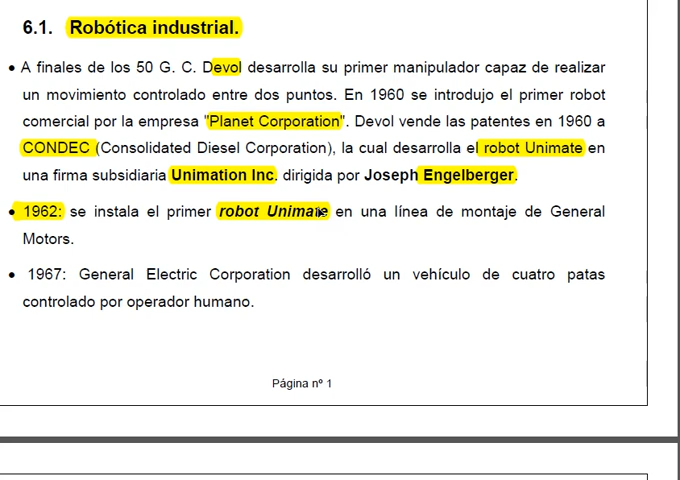 6.1. Robótica industrial.
• A finales de los 50 G. C. Devol desarrolla su primer manipulador capaz de realizar
un movimiento controlado entre dos puntos. En 1960 se introdujo el primer robot
comercial por la empresa "Planet Corporation". Devol vende las patentes en 1960 a
CONDEC (Consolidated Diesel Corporation), la cual desarrolla el robot Unimate en
una firma subsidiaria Unimation Inc. dirigida por Joseph Engelberger.
• 1962: se instala el primer robot Unimate en una línea de montaje de General
Motors.
• 1967: General Electric Corporation desarrolló un vehículo de cuatro patas
controlado por operador humano.
Página nº 1